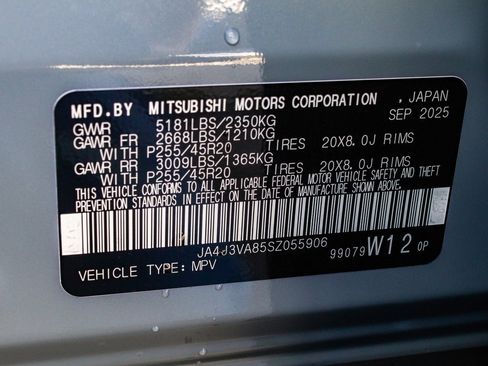 MFD.BY MITSUBISHI MOTORS CORPORATION . JAPAN
SEP 2025
GVWR 5181LBS/2350KG
GAWR FR 2668LBS/1210KG
WITH P255/45R20 TIRES 20X8.0J RIMS
GAWR RR 3009LBS/1365KG
WITH P255/45R20 TIRES 20X8.0J RIMS
THIS VEHICLE CONFORMS TO ALL APPLICABLE FEDERAL MOTOR VEHICLE SAFETY AND THEFT
PREVENTION STANDARDS IN EFFECT ON THE DATE OF MANUFACTURE SHOWN ABOVE.
JA4J3VA85SZ055906
99079 W12 0P
VEHICLE TYPE: MPV